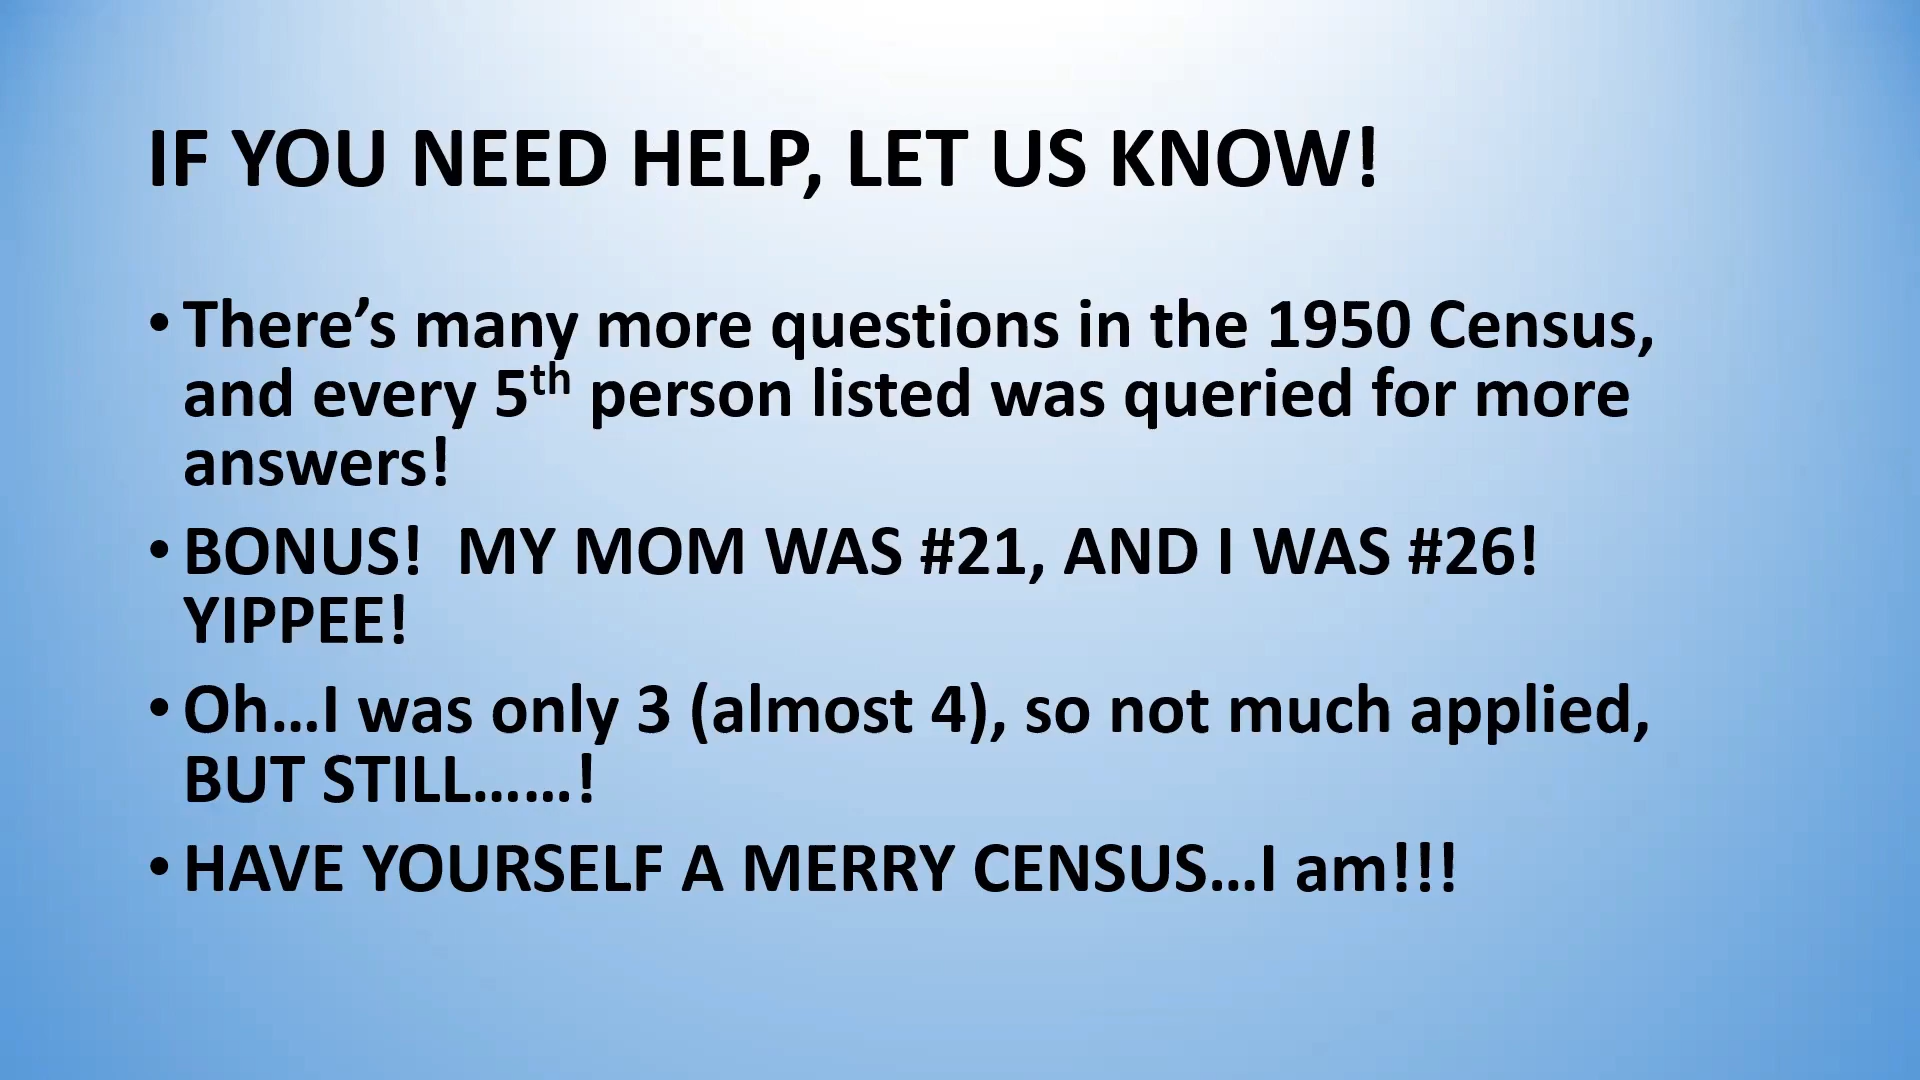 IF YOU NEED HELP, LET US KNOW!
• There’s many more questions in the 1950 Census,
and every 5th person listed was queried for more
answers!
• BONUS!  MY MOM WAS #21, AND I WAS #26!
YIPPEE!
• Oh…I was only 3 (almost 4), so not much applied,
BUT STILL……!
• HAVE YOURSELF A MERRY CENSUS…I am!!!